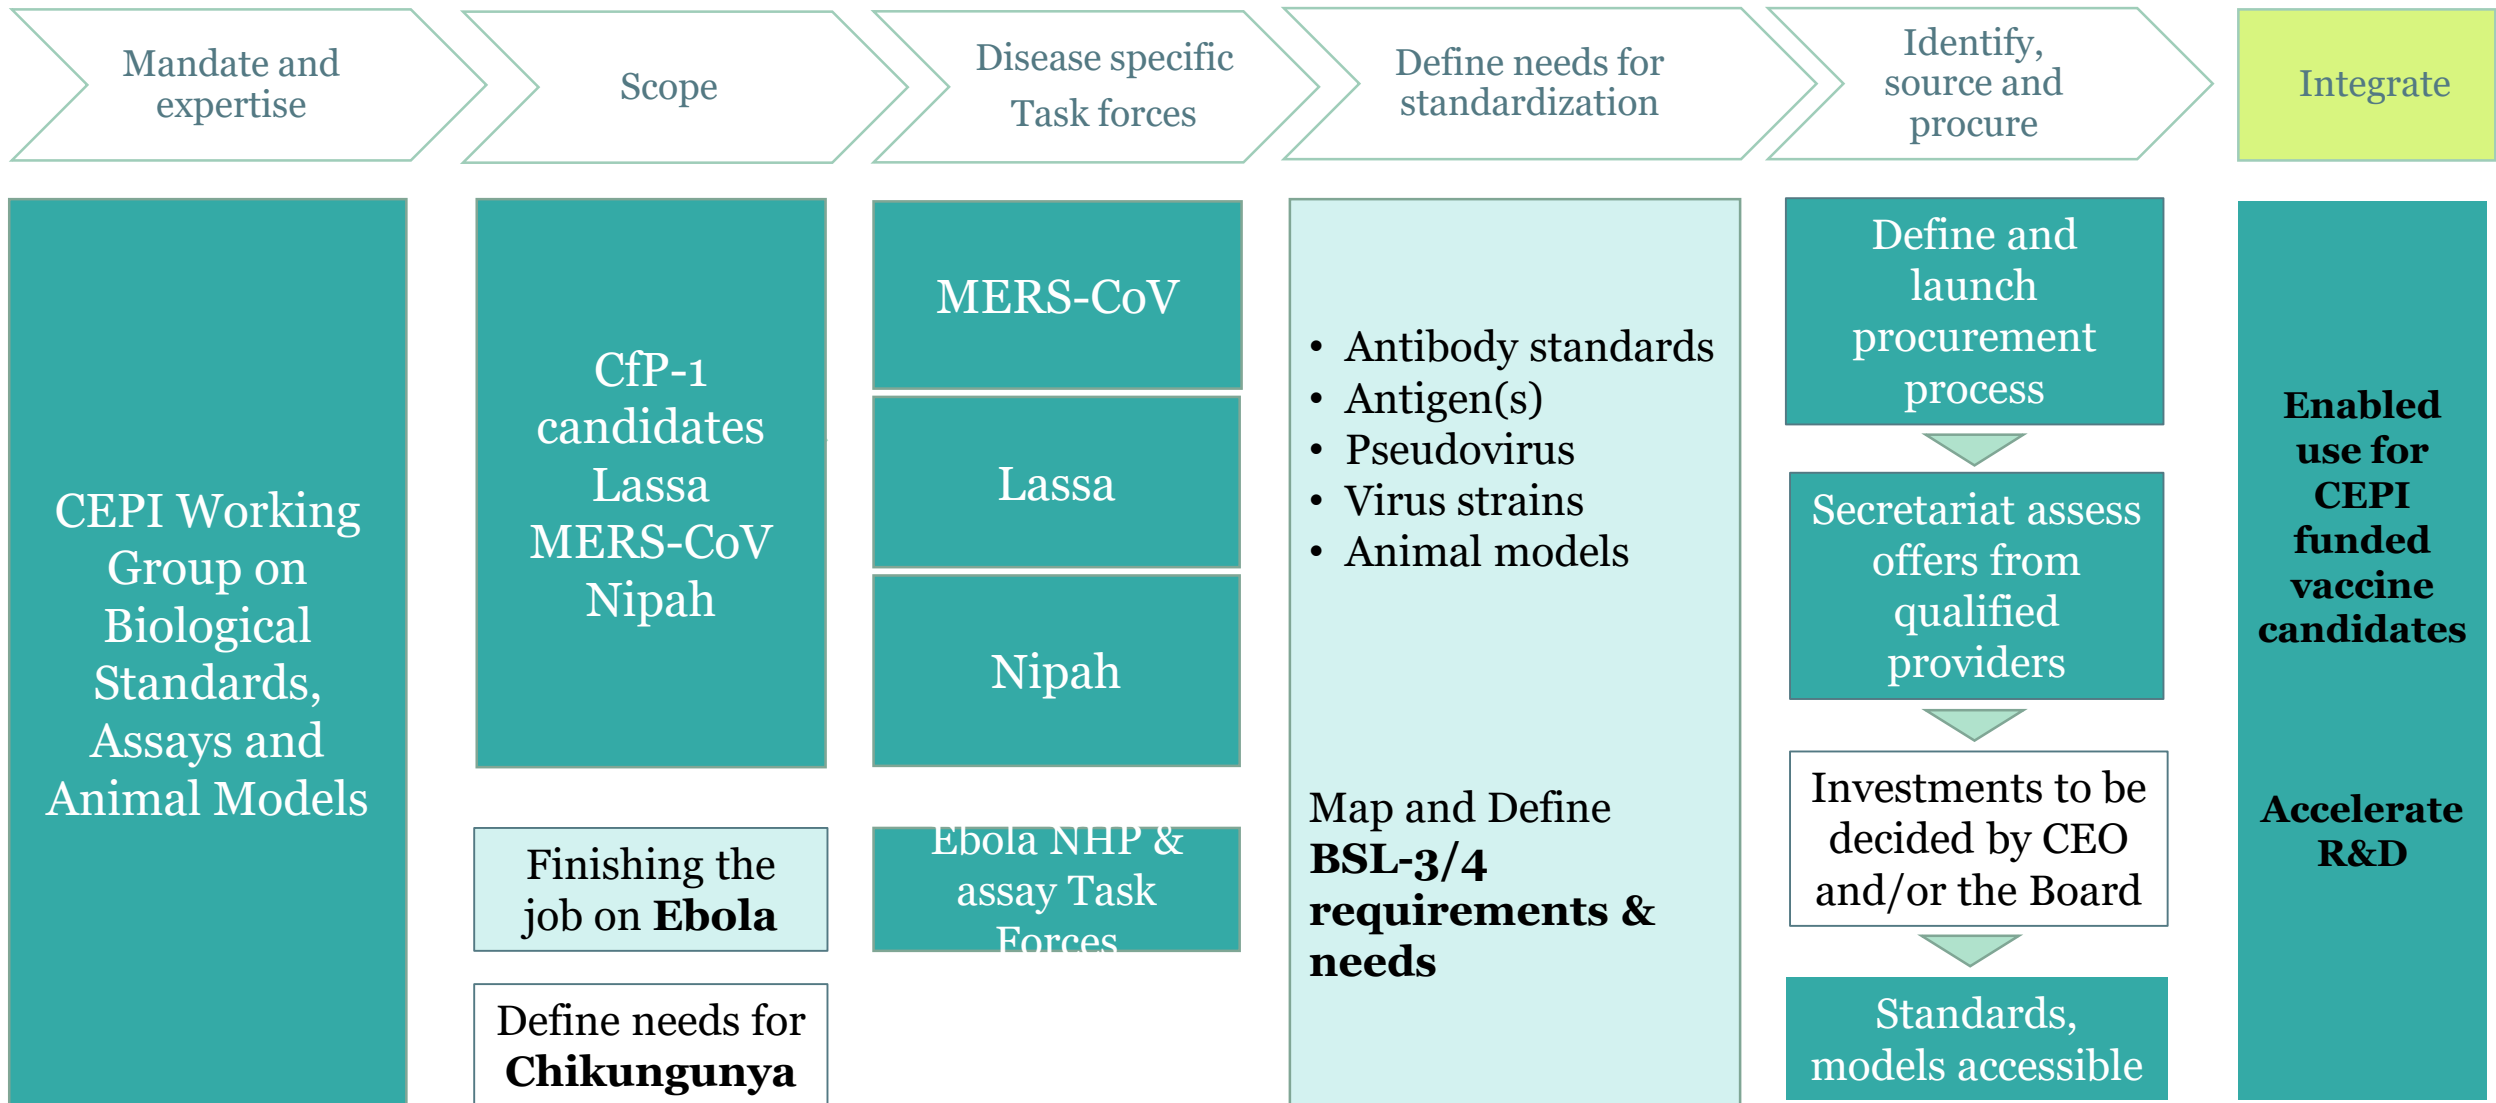 Mandate and
expertise
Scope
Disease specific
Task forces
Define needs for
standardization
Identify,
source and
procure
Integrate
CEPI Working
Group on
Biological
Standards,
Assays and
Animal Models
CfP-1
candidates
Lassa
MERS-CoV
Nipah
Finishing the
job on Ebola
Define needs for
Chikungunya
MERS-CoV
Lassa
Nipah
Ebola NHP &
assay Task
Forces
• Antibody standards
• Antigen(s)
• Pseudovirus
• Virus strains
• Animal models
Map and Define
BSL-3/4
requirements &
needs
Define and
launch
procurement
process
Secretariat assess
offers from
qualified
providers
Investments to be
decided by CEO
and/or the Board
Standards,
models accessible
Enabled
use for
CEPI
funded
vaccine
candidates
Accelerate
R&D